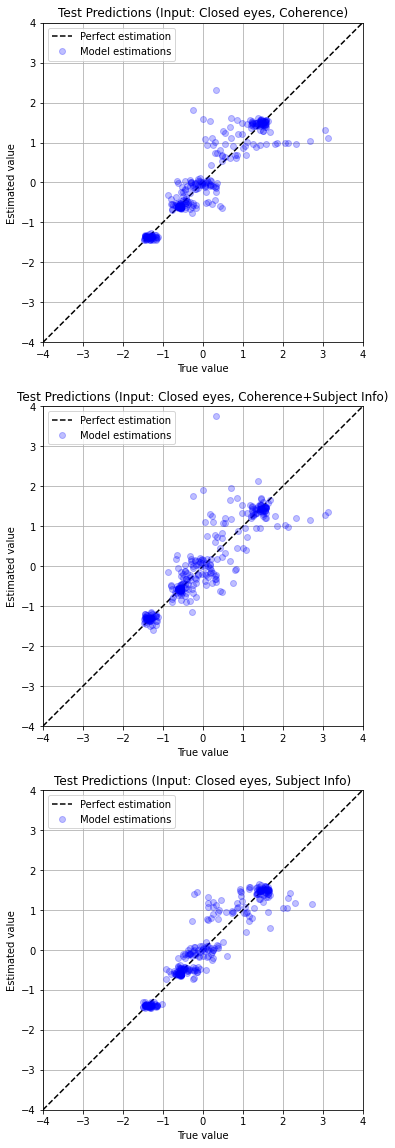 Test Predictions (Input: Closed eyes, Coherence)
4
Perfect estimation
Model estimations
3
2
1
0
−1
−2
−3
−4
Estimated value
−4 −3 −2 −1 0 1 2 3 4
True value
Test Predictions (Input: Closed eyes, Coherence+Subject Info)
4
Perfect estimation
Model estimations
3
2
1
0
−1
−2
−3
−4
Estimated value
−4 −3 −2 −1 0 1 2 3 4
True value
Test Predictions (Input: Closed eyes, Subject Info)
4
Perfect estimation
Model estimations
3
2
1
0
−1
−2
−3
−4
Estimated value
−4 −3 −2 −1 0 1 2 3 4
True value